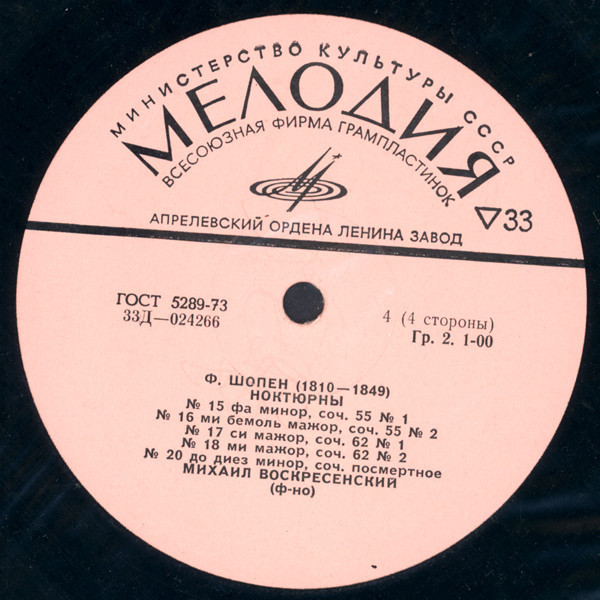 МИНИСТЕРСТВО КУЛЬТУРЫ СССР
МЕЛОДИЯ
ВСЕСОЮЗНАЯ ФИРМА ГРАМПЛАСТИНОК
АПРЕЛЕВСКИЙ ОРДЕНА ЛЕНИНА ЗАВОД
33
ГОСТ 5289-73
33Д—024266
4 (4 стороны)
Гр. 2. 1-00
Ф. ШОПЕН (1810—1849)
НОКТЮРНЫ
№ 15 фа минор, соч. 55 № 1
№ 16 ми бемоль мажор, соч. 55 № 2
№ 17 си мажор, соч. 62 № 1
№ 18 ми мажор, соч. 62 № 2
№ 20 до диез минор, соч. посмертное
МИХАИЛ ВОСКРЕСЕНСКИЙ
(ф-но)